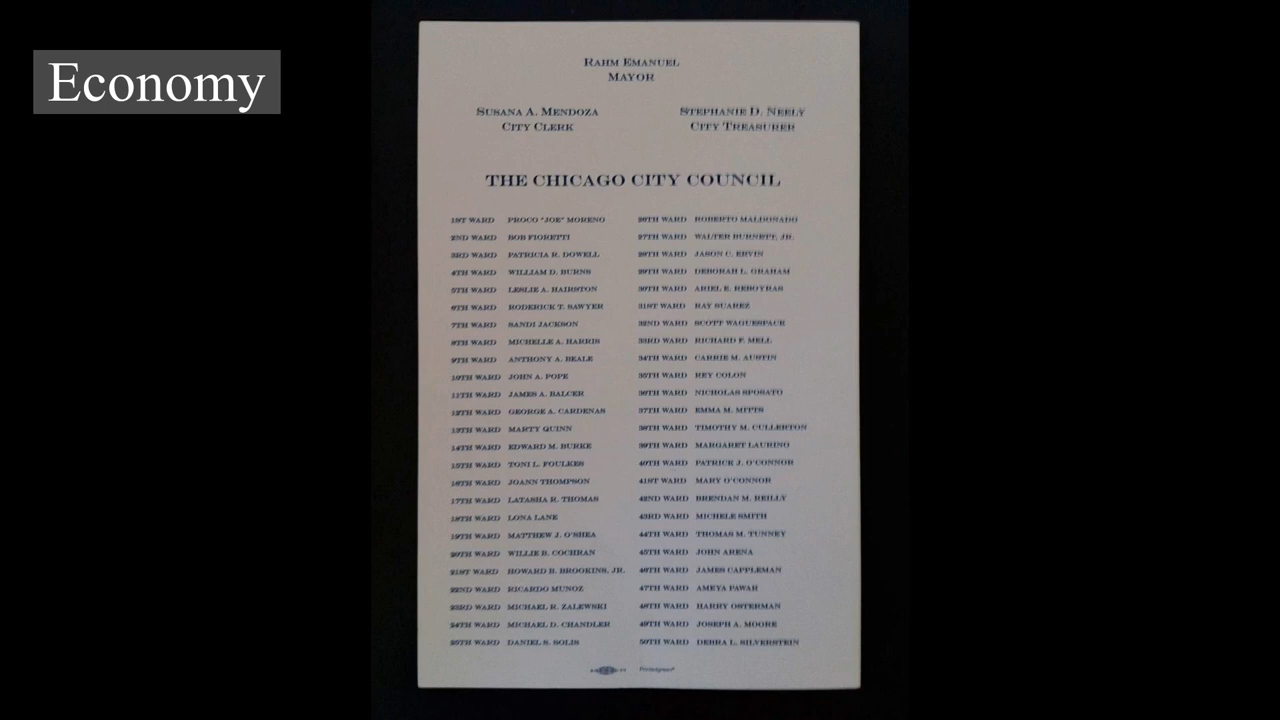 Economy
RAHM EMANUEL
MAYOR
SUSANA A. MENDOZA
CITY CLERK
STEPHANIE D. NEELY
CITY TREASURER
THE CHICAGO CITY COUNCIL
1ST WARD PROCO "JOE" MORENO
2ND WARD BOB FIORETTI
3RD WARD PATRICIA R. DOWELL
4TH WARD WILLIAM D. BURNS
5TH WARD LESLIE A. HAIRSTON
6TH WARD RODERICK T. SAWYER
7TH WARD SANDI JACKSON
8TH WARD MICHELLE A. HARRIS
9TH WARD ANTHONY A. BEALE
10TH WARD JOHN A. POPE
11TH WARD JAMES A. BALCER
12TH WARD GEORGE A. CARDENAS
13TH WARD MARTY QUINN
14TH WARD EDWARD M. BURKE
15TH WARD TONI L. FOULKES
16TH WARD JOANN THOMPSON
17TH WARD LATASHA R. THOMAS
18TH WARD LONA LANE
19TH WARD MATTHEW J. O'SHEA
20TH WARD WILLIE B. COCHRAN
21ST WARD HOWARD B. BROOKINS, JR.
22ND WARD RICARDO MUNOZ
23RD WARD MICHAEL R. ZALEWSKI
24TH WARD MICHAEL D. CHANDLER
25TH WARD DANIEL S. SOLIS
26TH WARD ROBERTO MALDONADO
27TH WARD WALTER BURNETT, JR.
28TH WARD JASON C. ERVIN
29TH WARD DEBORAH L. GRAHAM
30TH WARD ARIEL E. REBOYRAS
31ST WARD RAY SUAREZ
32ND WARD SCOTT WAGUESPACK
33RD WARD RICHARD F. MELL
34TH WARD CARRIE M. AUSTIN
35TH WARD REY COLON
36TH WARD NICHOLAS SPOSATO
37TH WARD EMMA M. MITTS
38TH WARD TIMOTHY M. CULLERTON
39TH WARD MARGARET LAURINO
40TH WARD PATRICK J. O'CONNOR
41ST WARD MARY O'CONNOR
42ND WARD BRENDAN M. REILLY
43RD WARD MICHELE SMITH
44TH WARD THOMAS M. TUNNEY
45TH WARD JOHN ARENA
46TH WARD JAMES CAPPLEMAN
47TH WARD AMEYA PAWAR
48TH WARD HARRY OSTERMAN
49TH WARD JOSEPH A. MOORE
50TH WARD DEBRA L. SILVERSTEIN